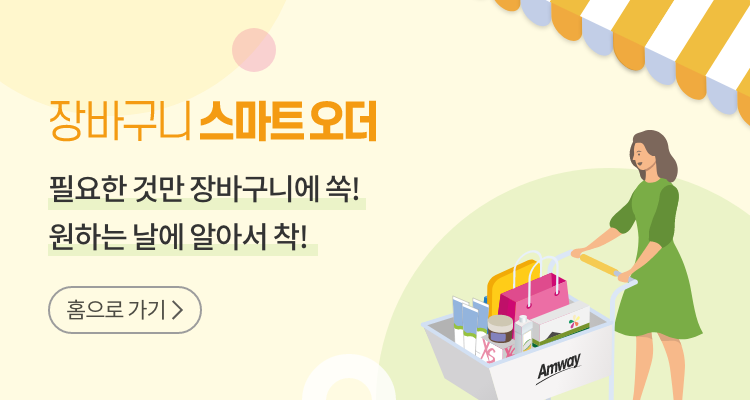 장바구니 스마트 오더
필요한 것만 장바구니에 쏙!
원하는 날에 알아서 착!
홈으로 가기
Amway
XS